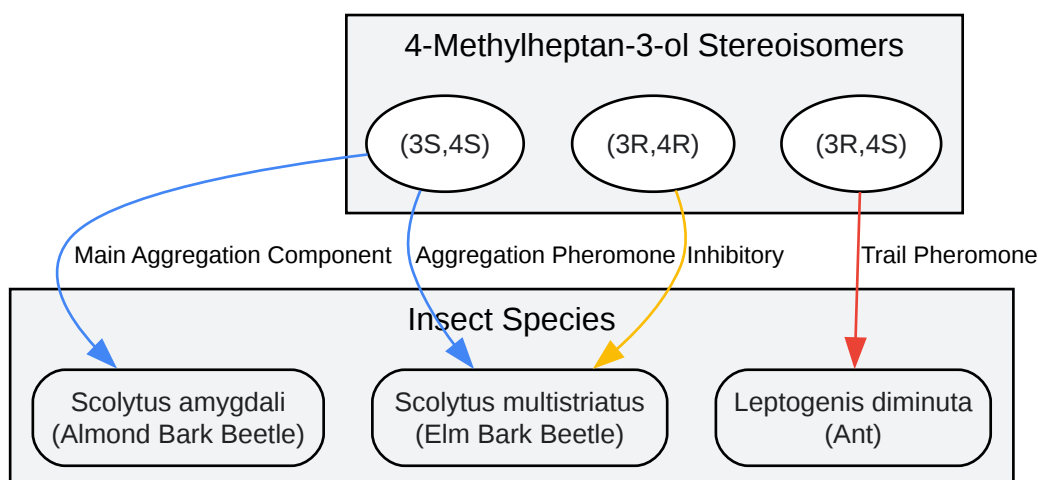 4-Methylheptan-3-ol Stereoisomers
(3S,4S)
(3R,4R)
(3R,4S)
Main Aggregation Component
Aggregation Pheromone
Inhibitory
Trail Pheromone
Insect Species
Scolytus amygdali
(Almond Bark Beetle)
Scolytus multistriatus
(Elm Bark Beetle)
Leptogenis diminuta
(Ant)